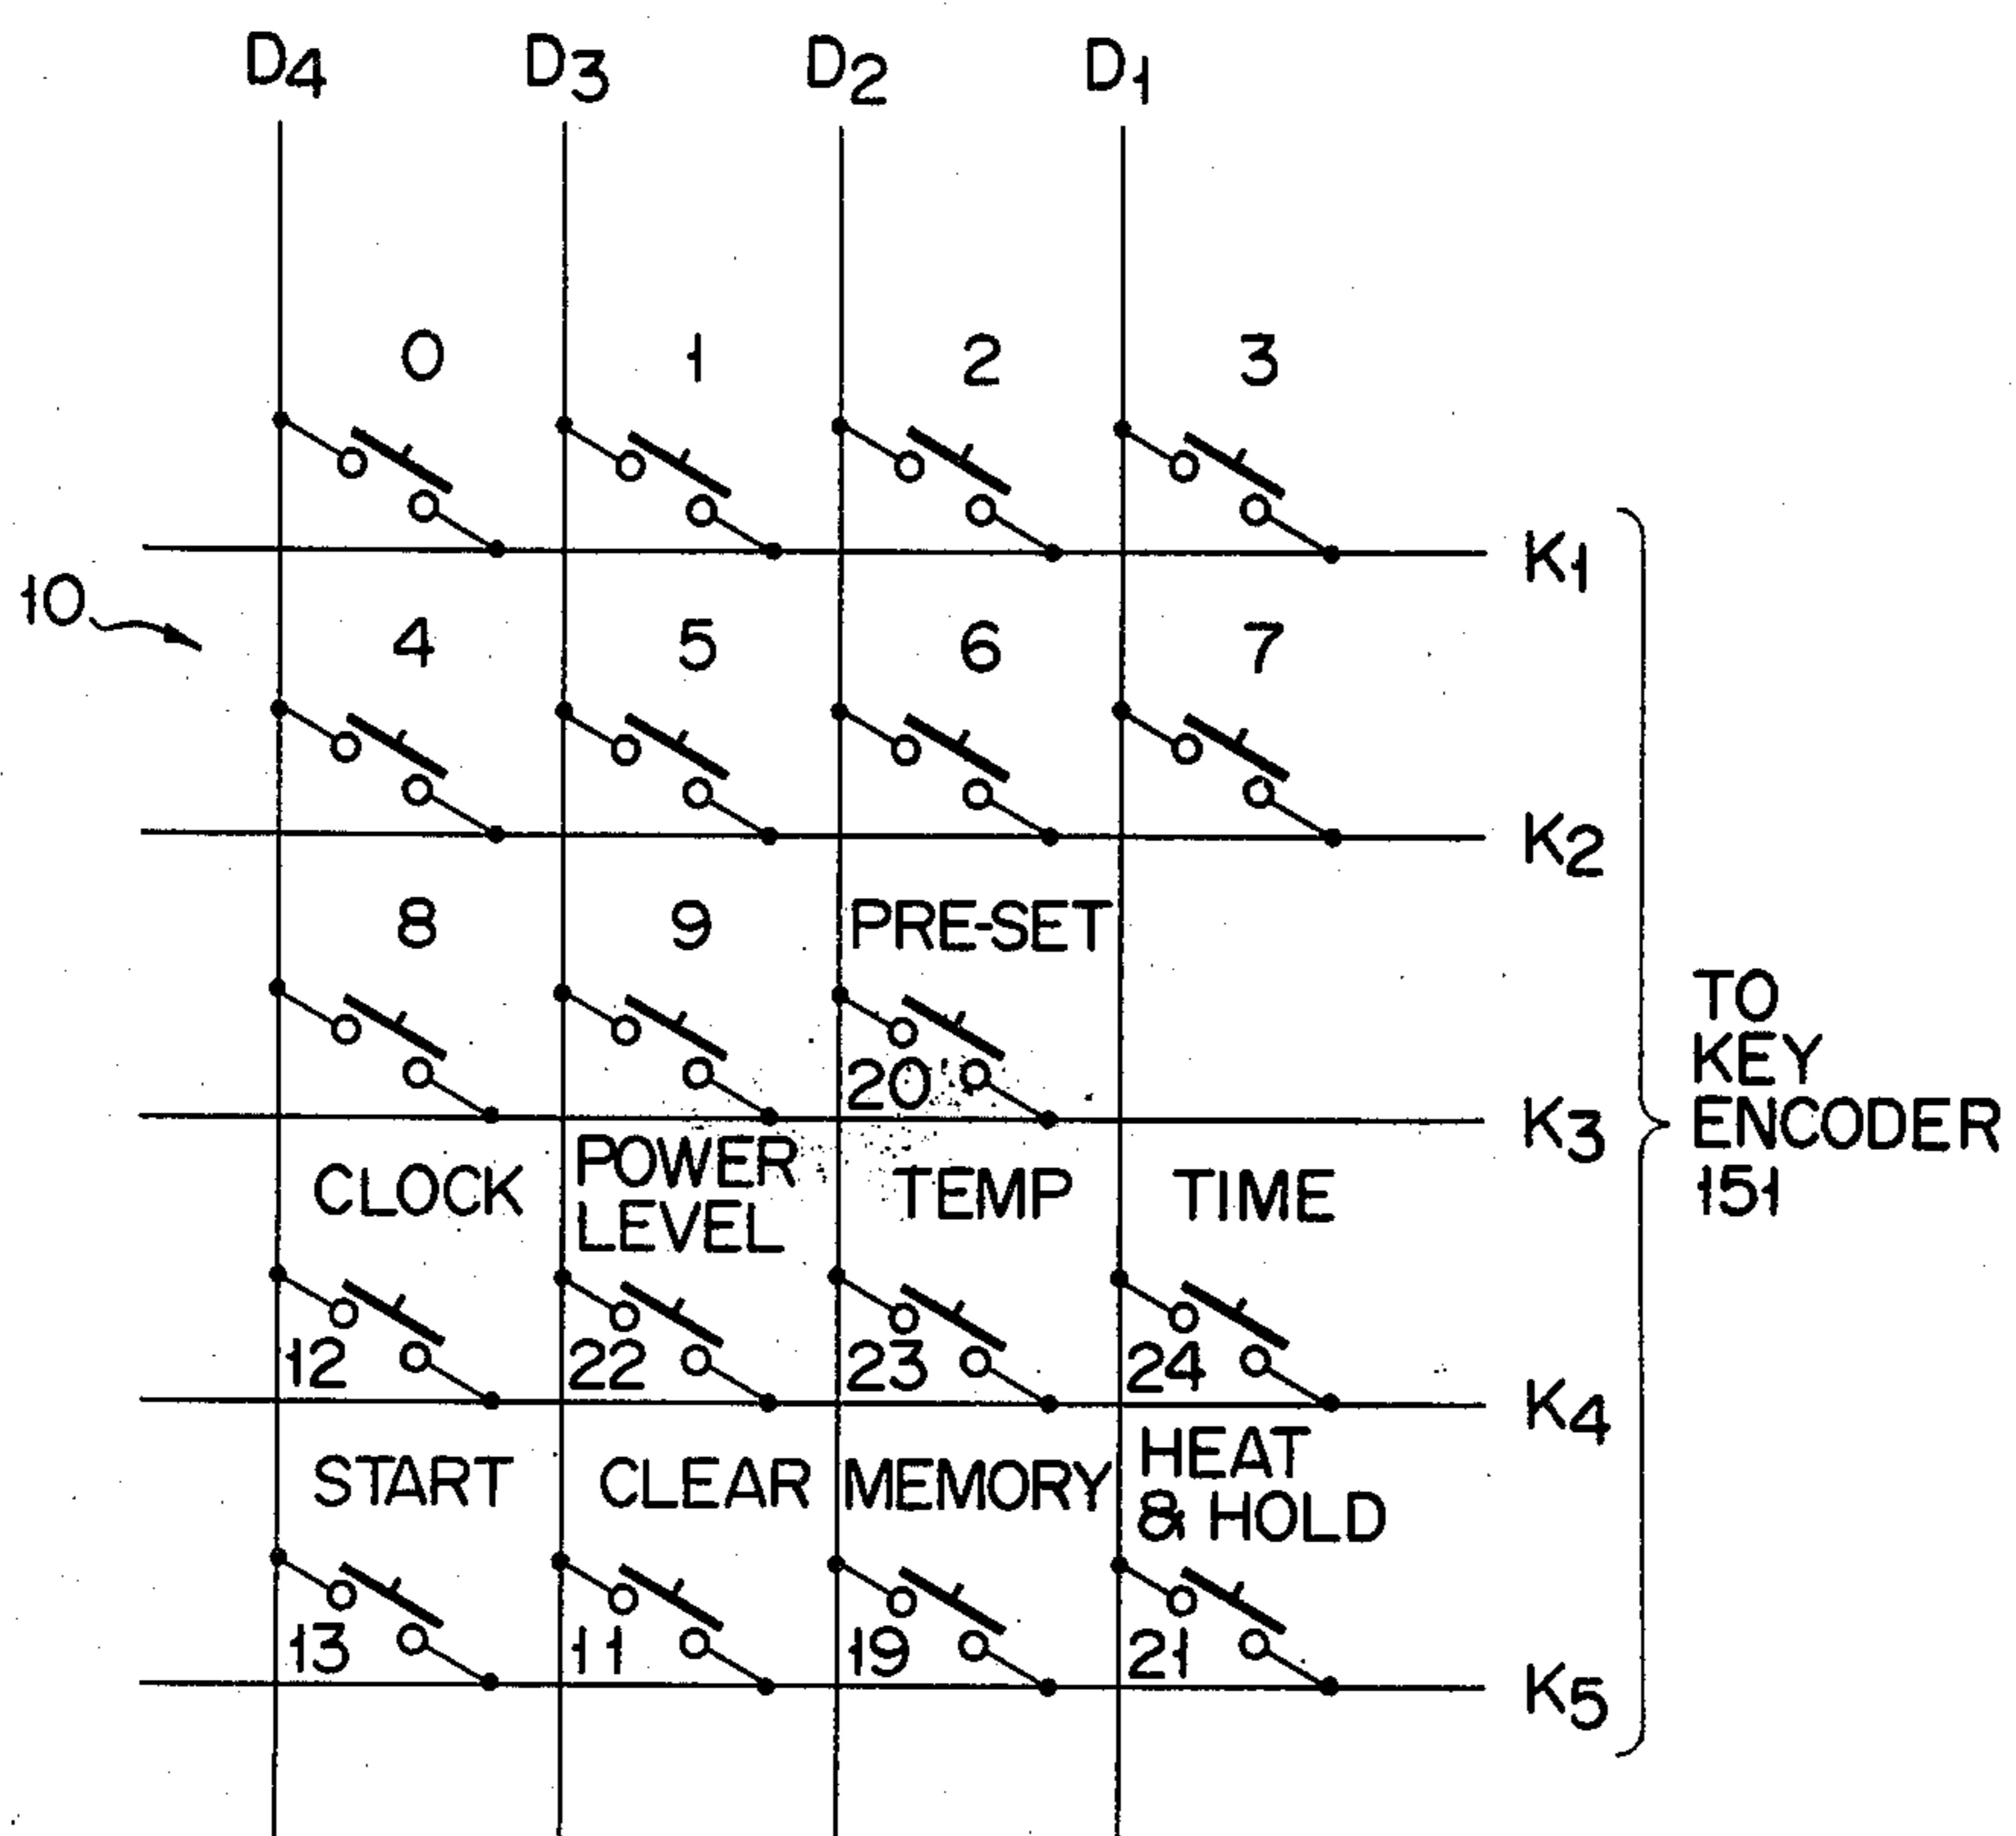 D4 D3 D2 D1
0 1 2 3
K1
10
4 5 6 7
K2
8 9 PRE-SET
20
K3
TO
KEY
ENCODER
151
CLOCK POWER
LEVEL TEMP TIME
12 22 23 24
K4
START CLEAR MEMORY HEAT
& HOLD
13 11 19 21
K5